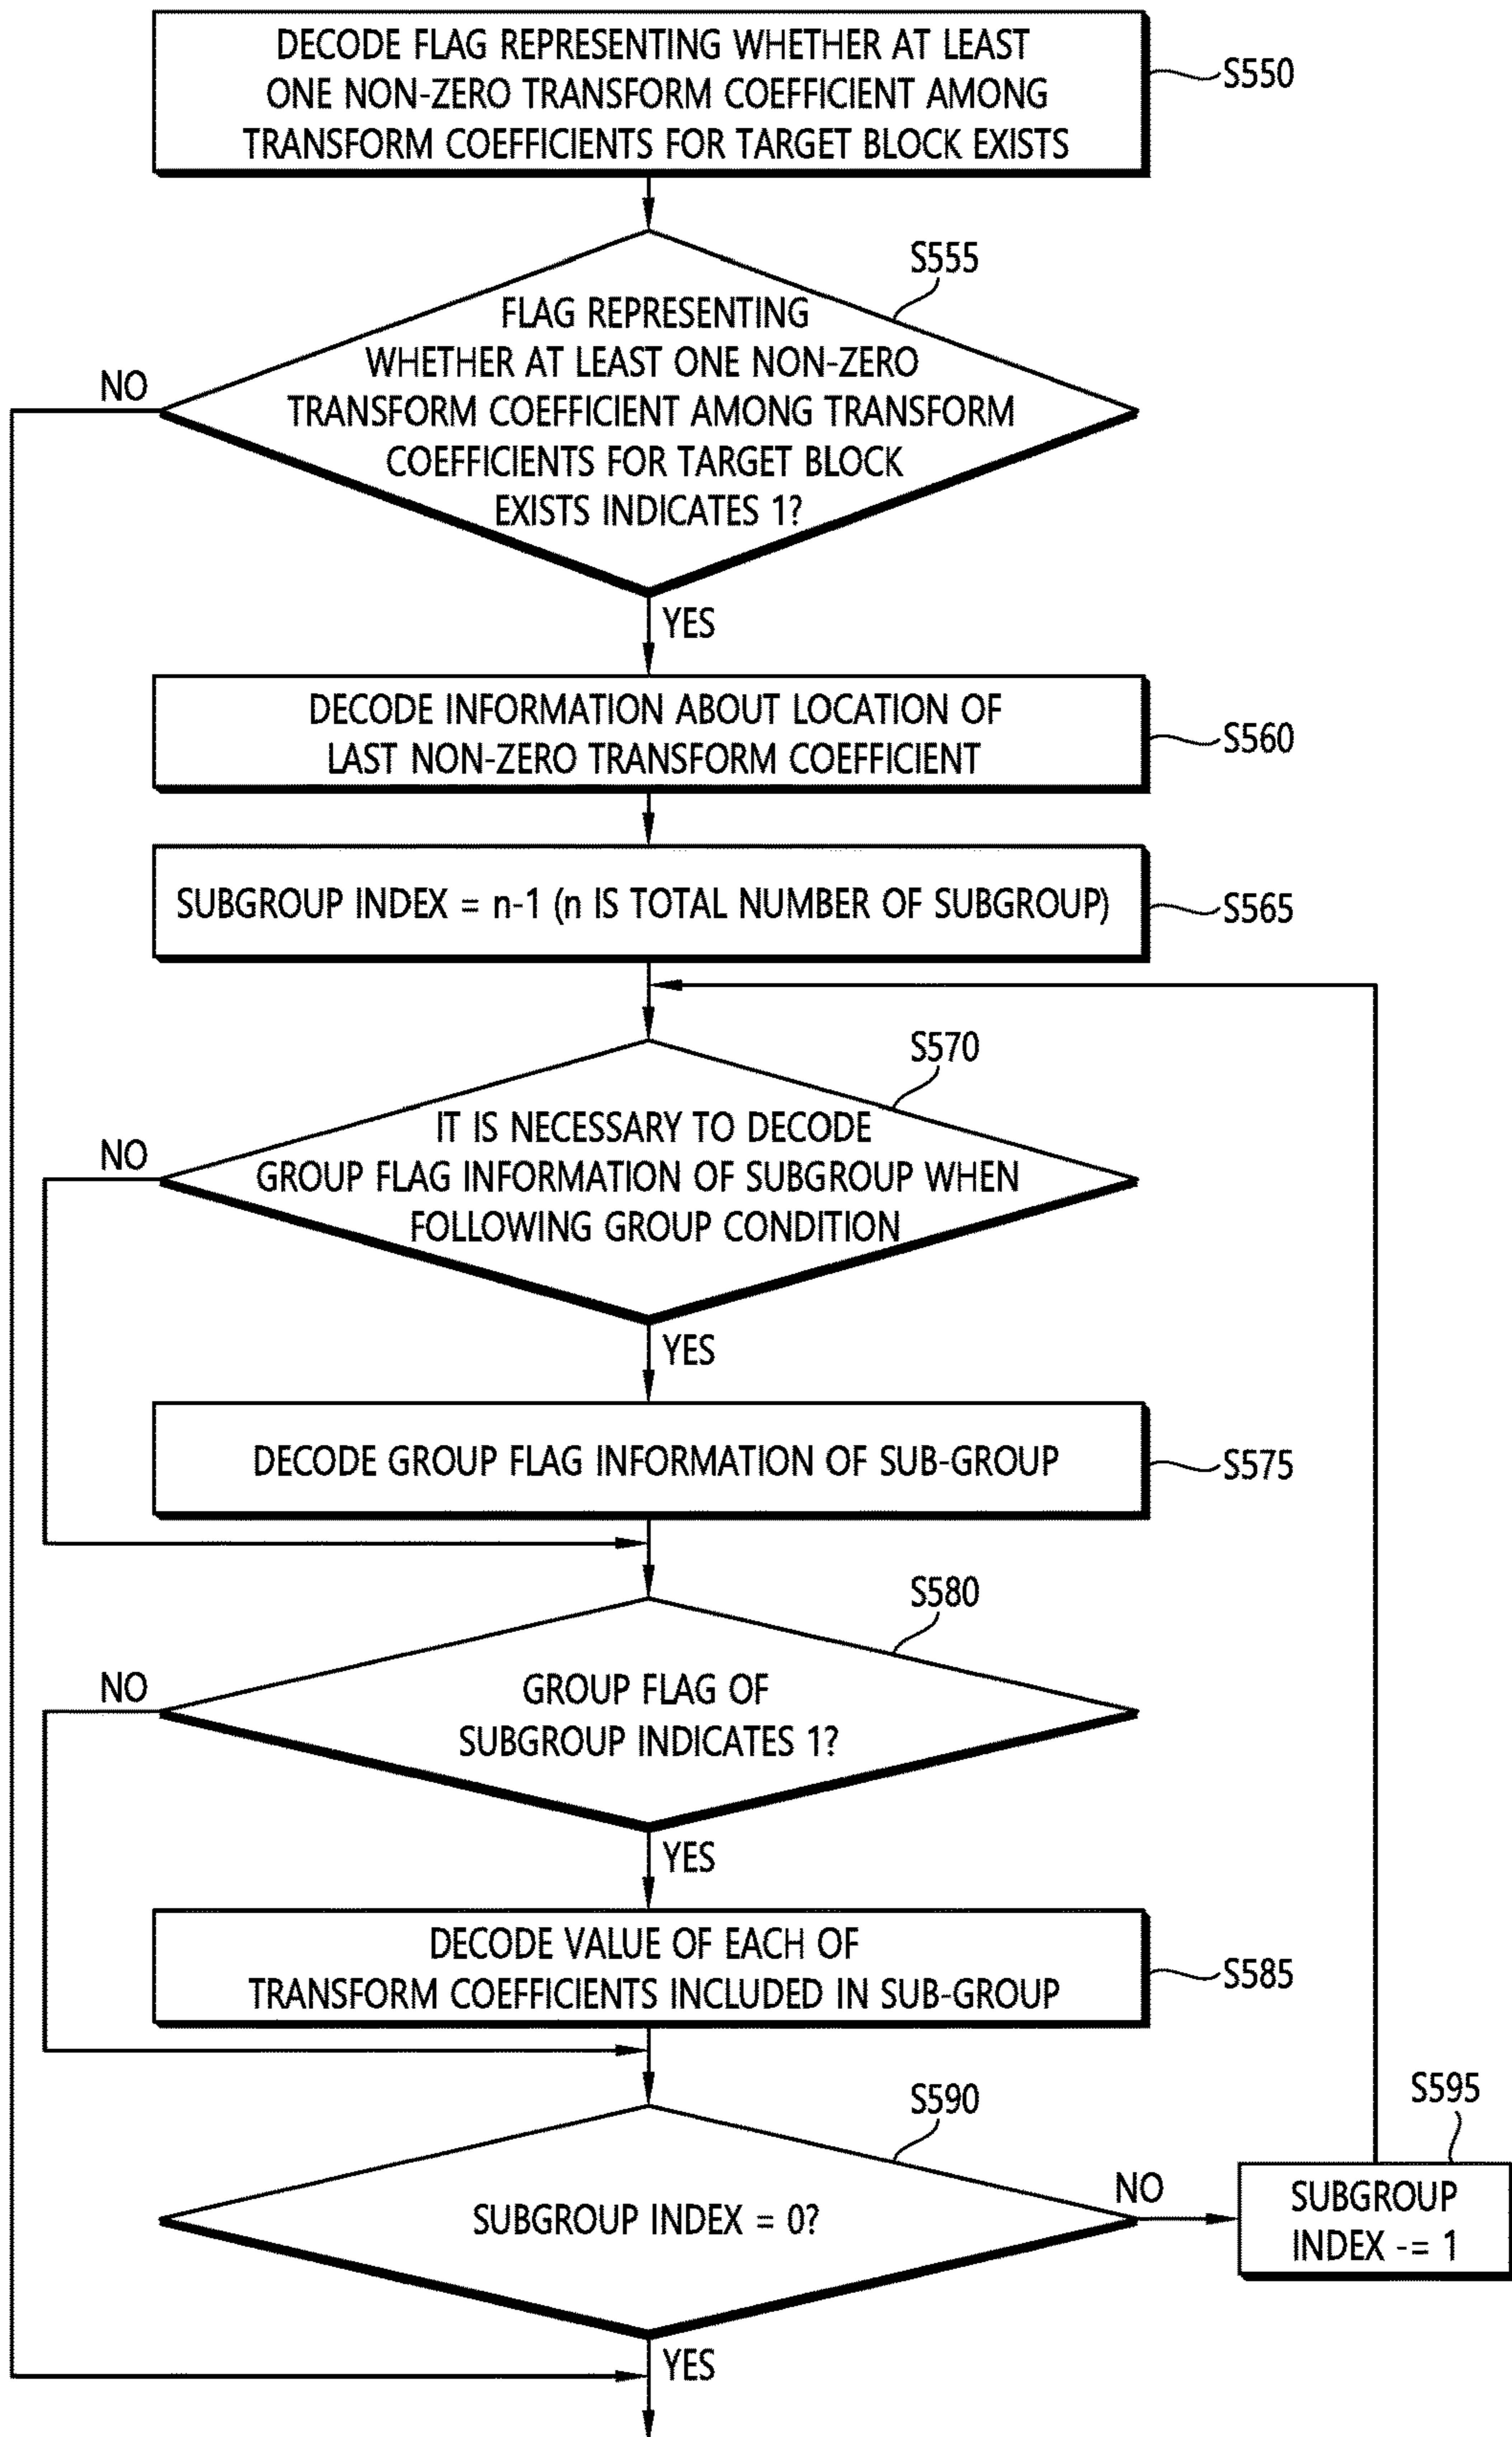 DECODE FLAG REPRESENTING WHETHER AT LEAST
ONE NON-ZERO TRANSFORM COEFFICIENT AMONG
TRANSFORM COEFFICIENTS FOR TARGET BLOCK EXISTS
S550
S555
FLAG REPRESENTING
WHETHER AT LEAST ONE NON-ZERO
TRANSFORM COEFFICIENT AMONG TRANSFORM
COEFFICIENTS FOR TARGET BLOCK
EXISTS INDICATES 1?
NO
YES
DECODE INFORMATION ABOUT LOCATION OF
LAST NON-ZERO TRANSFORM COEFFICIENT
S560
SUBGROUP INDEX = n-1 (n IS TOTAL NUMBER OF SUBGROUP)
S565
S570
IT IS NECESSARY TO DECODE
GROUP FLAG INFORMATION OF SUBGROUP WHEN
FOLLOWING GROUP CONDITION
NO
YES
DECODE GROUP FLAG INFORMATION OF SUB-GROUP
S575
S580
GROUP FLAG OF
SUBGROUP INDICATES 1?
NO
YES
DECODE VALUE OF EACH OF
TRANSFORM COEFFICIENTS INCLUDED IN SUB-GROUP
S585
S590
SUBGROUP INDEX = 0?
NO
S595
SUBGROUP
INDEX -= 1
YES